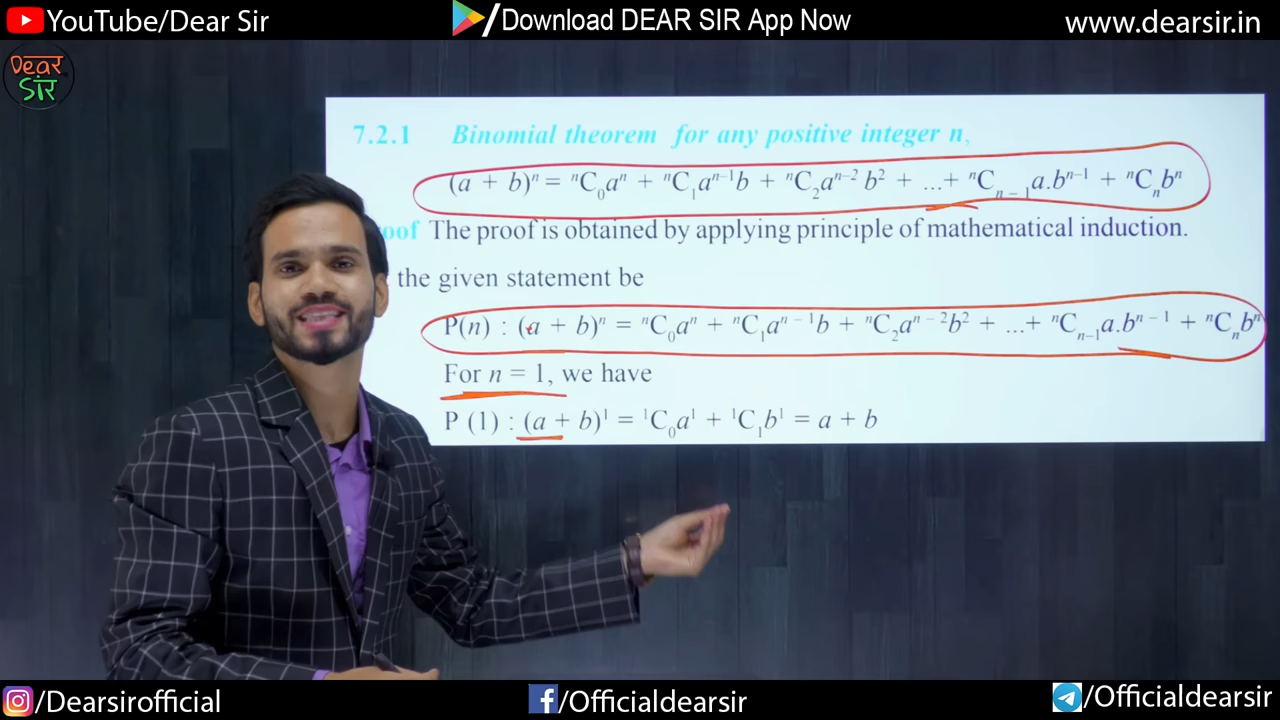 YouTube/Dear Sir
/Download DEAR SIR App Now
www.dearsir.in
Dear सर
7.2.1 Binomial theorem for any positive integer n,
(a + b)ⁿ = ⁿC₀aⁿ + ⁿC₁aⁿ⁻¹b + ⁿC₂aⁿ⁻² b² + ...+ ⁿCₙ₋₁a.bⁿ⁻¹ + ⁿCₙbⁿ
oof The proof is obtained by applying principle of mathematical induction.
the given statement be
P(n) : (a + b)ⁿ = ⁿC₀aⁿ + ⁿC₁aⁿ⁻¹b + ⁿC₂aⁿ⁻²b² + ...+ ⁿCₙ₋₁a.bⁿ⁻¹ + ⁿCₙbⁿ
For n = 1, we have
P (1) : (a + b)¹ = ¹C₀a¹ + ¹C₁b¹ = a + b
/Dearsirofficial
/Officialdearsir
/Officialdearsir